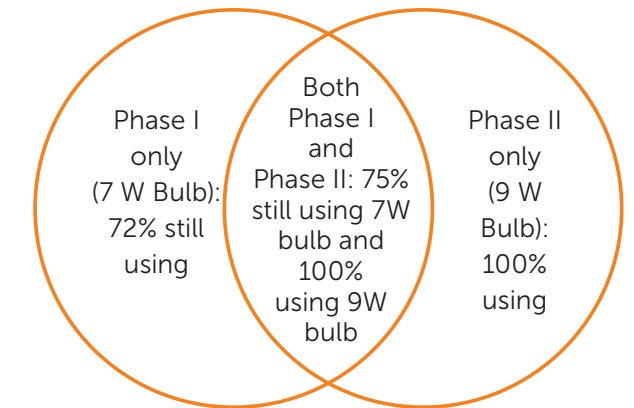 Phase I
only
(7 W Bulb):
72% still
using
Both
Phase I
and
Phase II: 75%
still using 7W
bulb and
100%
using 9W
bulb
Phase II
only
(9 W
Bulb):
100%
using